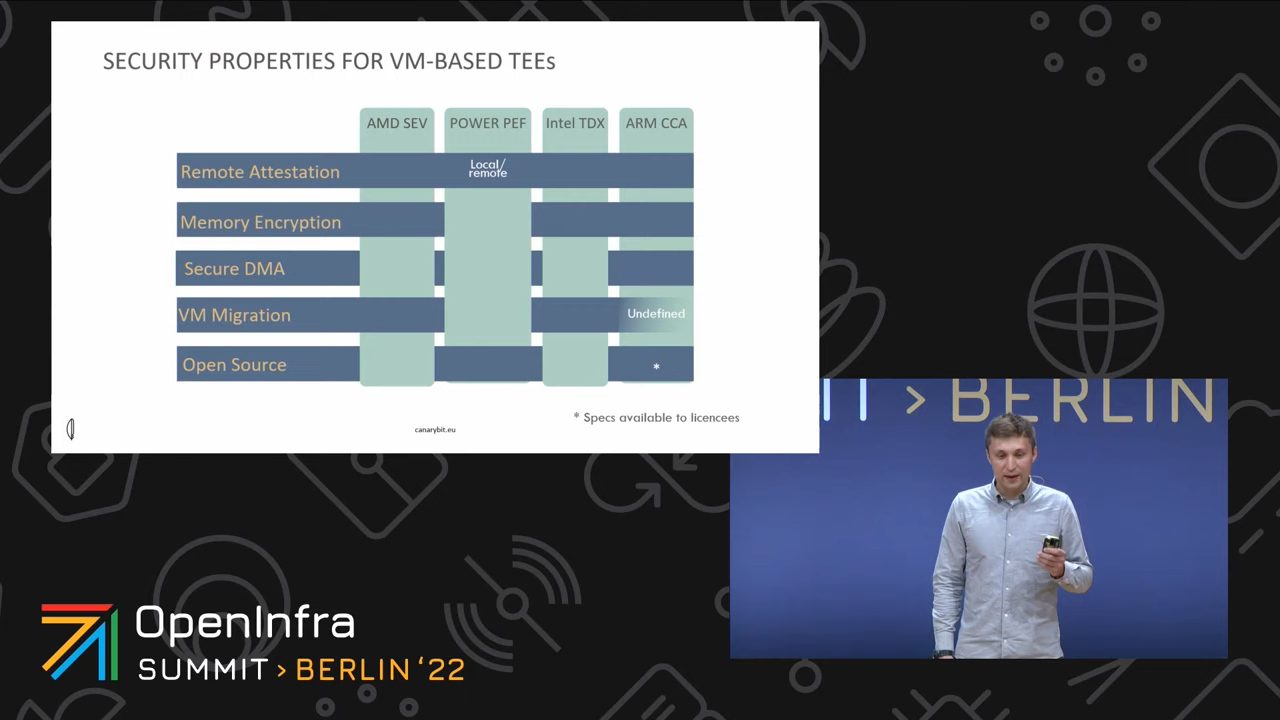 SECURITY PROPERTIES FOR VM-BASED TEEs
AMD SEV
POWER PEF
Intel TDX
ARM CCA
Remote Attestation
Local/
remote
Memory Encryption
Secure DMA
VM Migration
Undefined
Open Source
*
* Specs available to licencees
canarybit.eu
> BERLIN
OpenInfra
SUMMIT > BERLIN ‘22